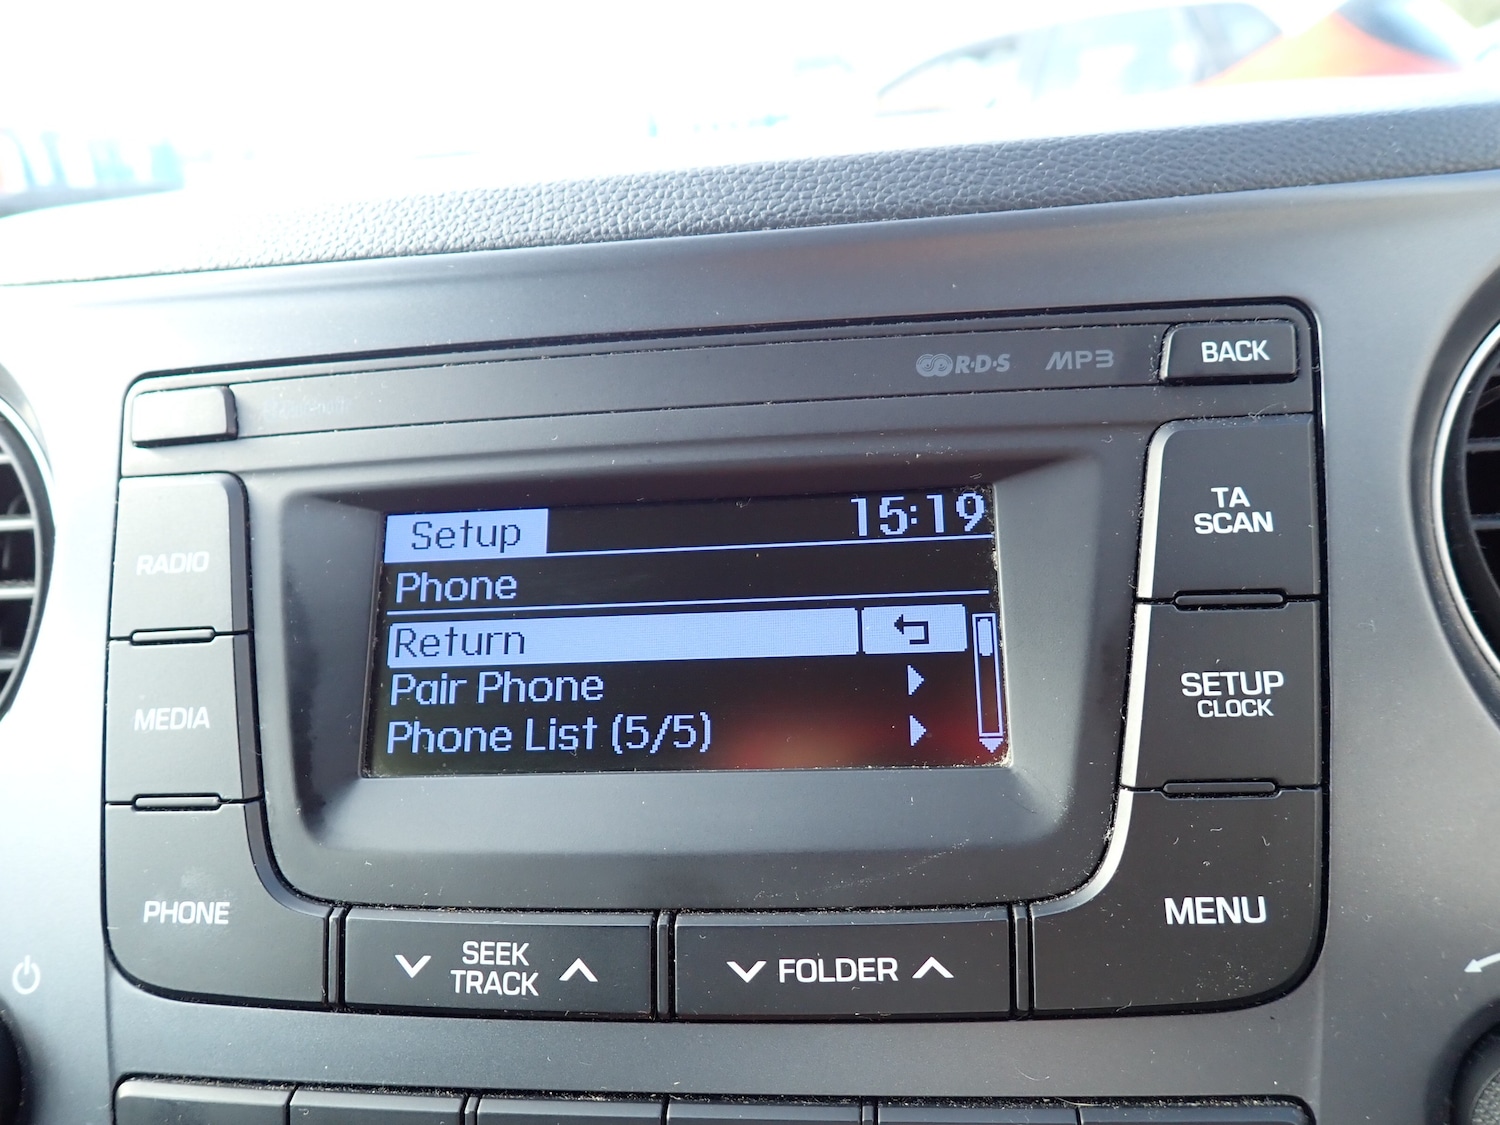 R·D·S MP3 BACK
Setup 15:19
Phone
Return
Pair Phone
Phone List (5/5)
RADIO
MEDIA
PHONE
TA
SCAN
SETUP
CLOCK
MENU
SEEK
TRACK
FOLDER